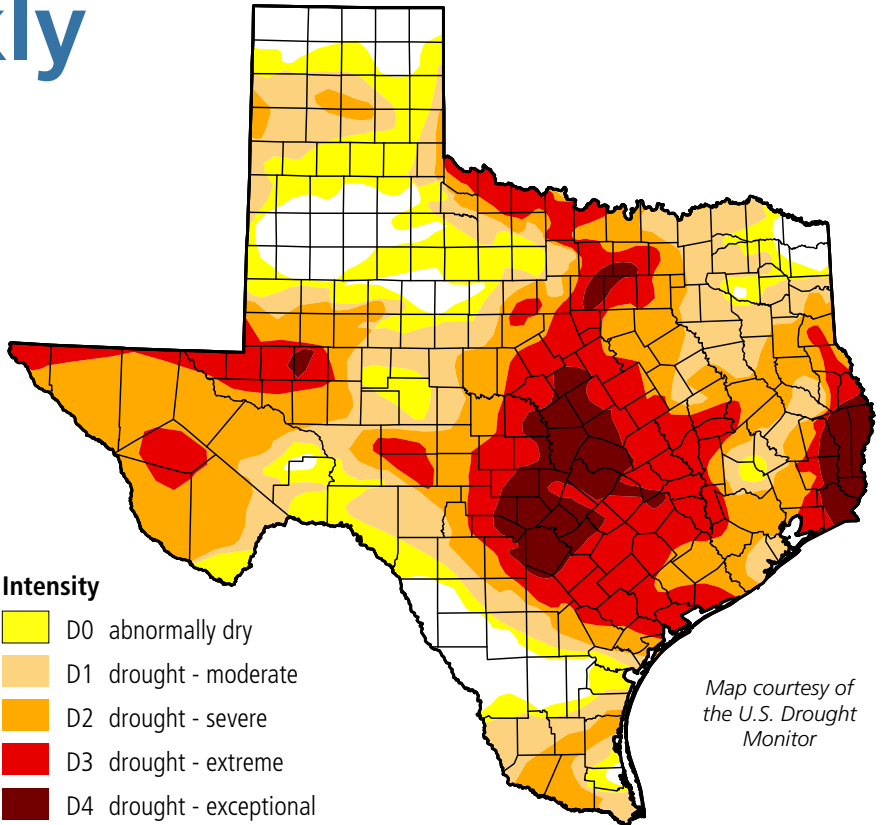 kly
Intensity
D0 abnormally dry
D1 drought - moderate
D2 drought - severe
D3 drought - extreme
D4 drought - exceptional
Map courtesy of
the U.S. Drought
Monitor